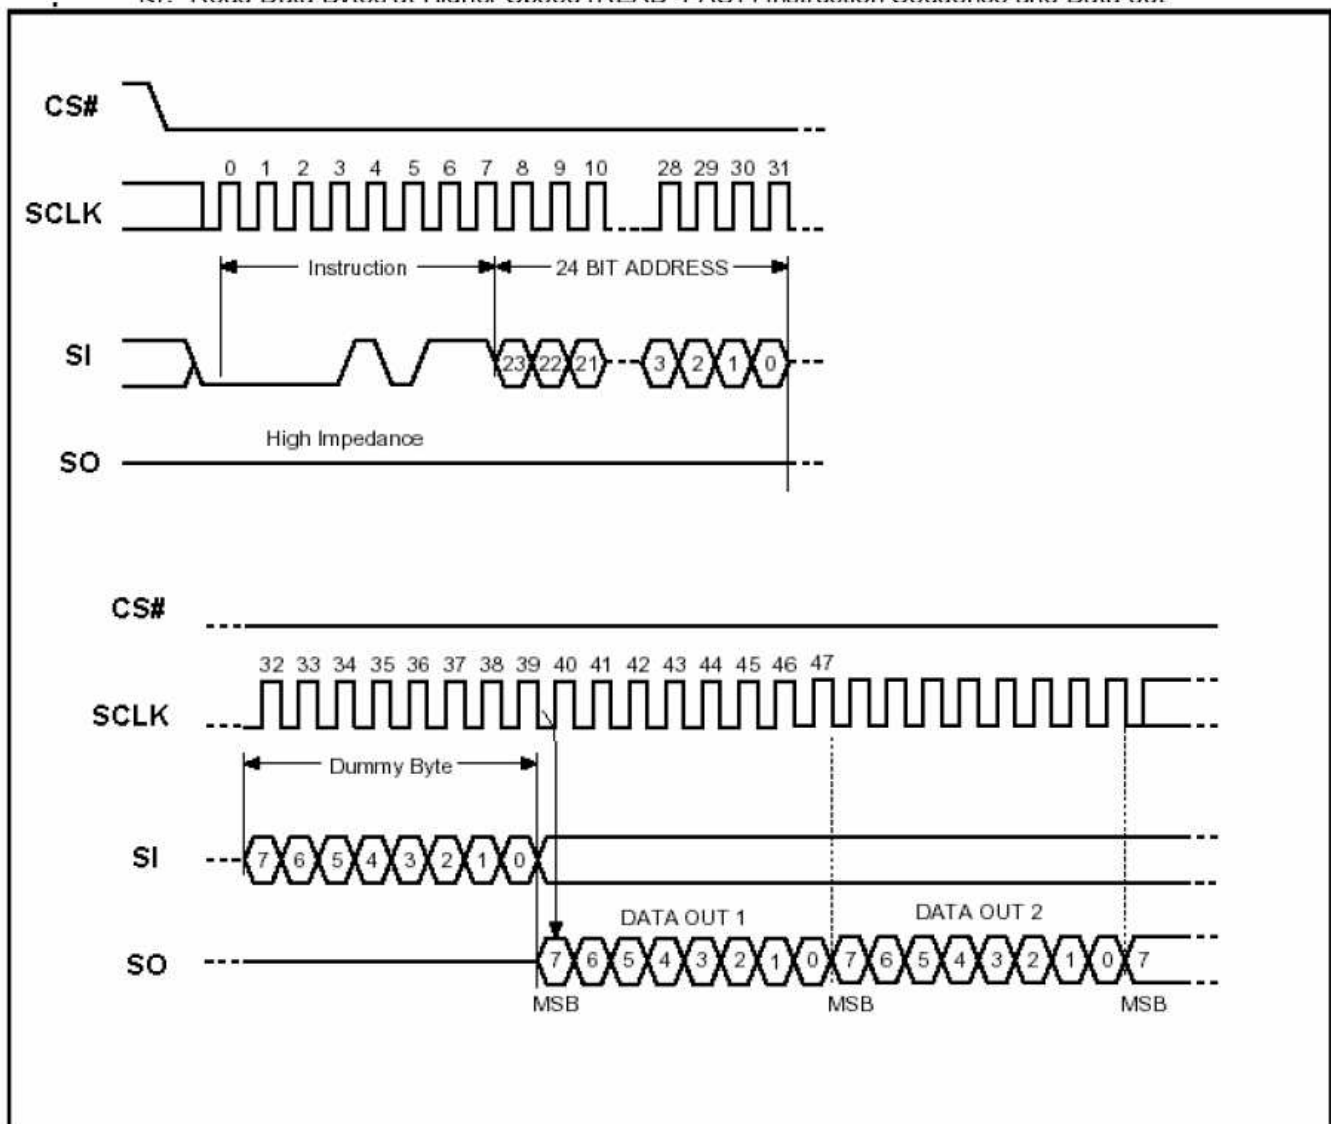 CS#
0 1 2 3 4 5 6 7 8 9 10 28 29 30 31
SCLK
Instruction 24 BIT ADDRESS
SI 23 22 21 3 2 1 0
High Impedance
SO
CS#
32 33 34 35 36 37 38 39 40 41 42 43 44 45 46 47
SCLK
Dummy Byte
SI 7 6 5 4 3 2 1 0
DATA OUT 1 DATA OUT 2
SO 7 6 5 4 3 2 1 0 7 6 5 4 3 2 1 0 7
MSB MSB MSB